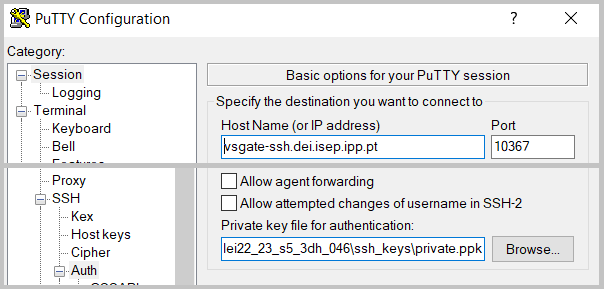 PuTTY Configuration ?
Category:
Session
Logging
Terminal
Keyboard
Bell
Features
Basic options for your PuTTY session
Specify the destination you want to connect to
Host Name (or IP address) Port
vsgate-ssh.dei.isep.ipp.pt 10367
Proxy
SSH
Kex
Host keys
Cipher
Auth
Allow agent forwarding
Allow attempted changes of username in SSH-2
Private key file for authentication:
lei22_23_s5_3dh_046\ssh_keys\private.ppk Browse...